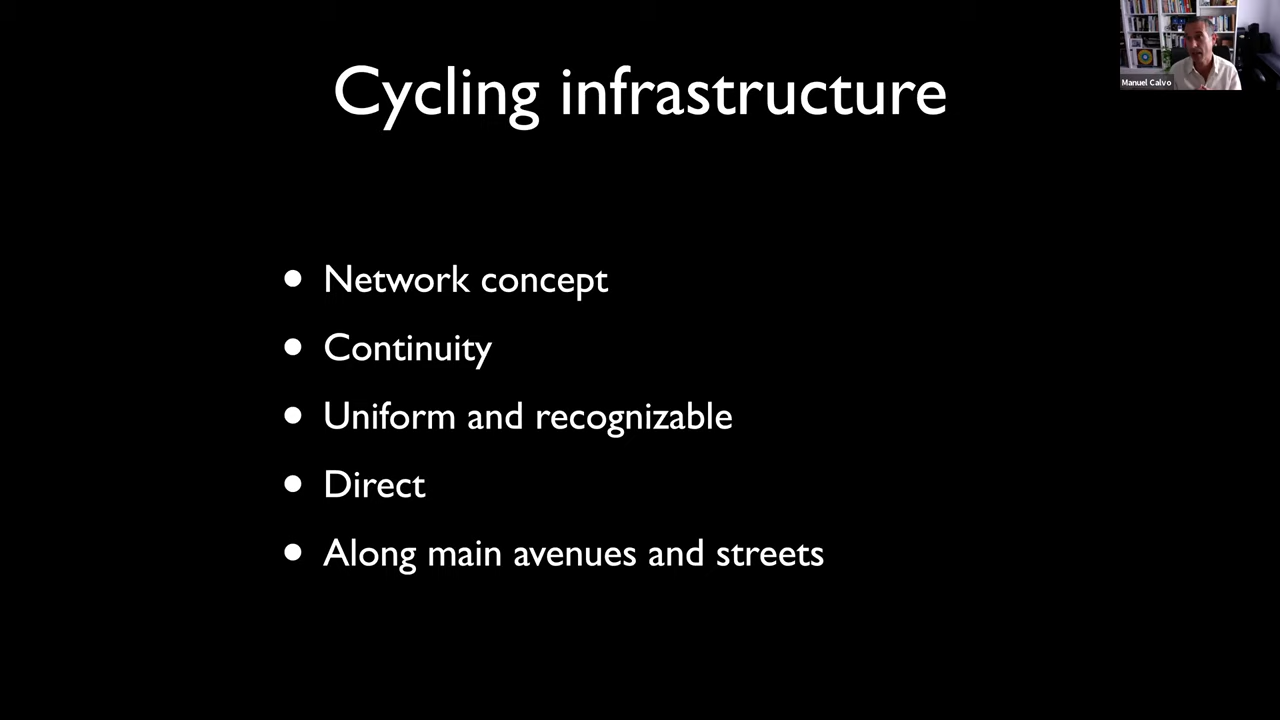 Cycling infrastructure
Manuel Calvo
• Network concept
• Continuity
• Uniform and recognizable
• Direct
• Along main avenues and streets